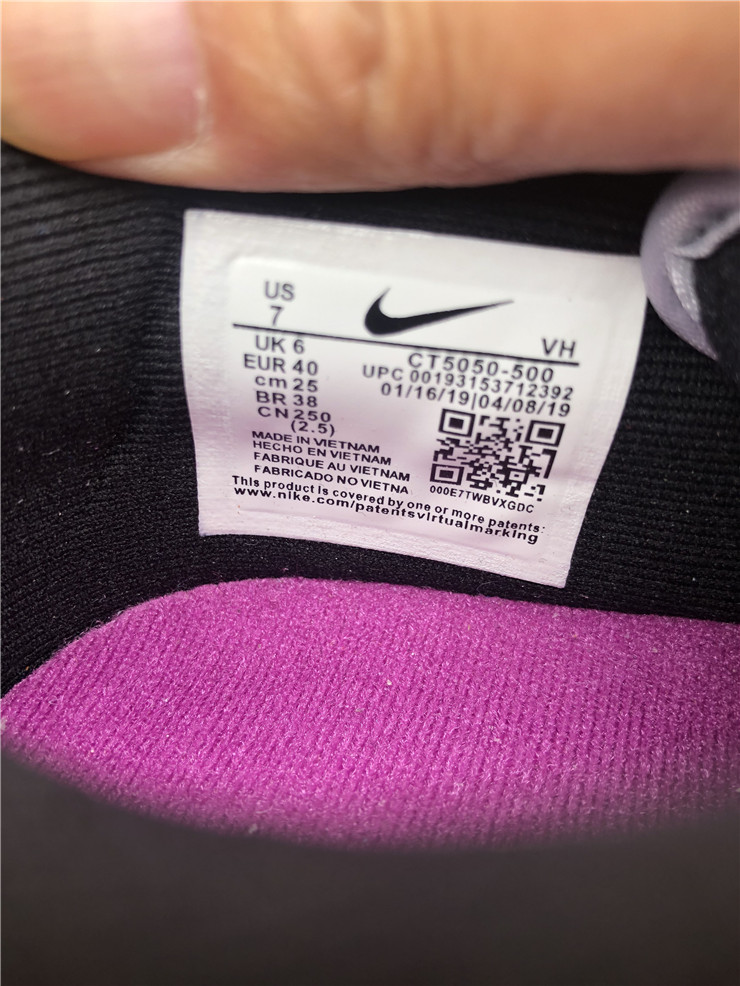 US
7
VH
UK 6
EUR 40
cm 25
BR 38
CN 250
(2.5)
CT5050-500
UPC 00193153712392
01/16/19|04/08/19
MADE IN VIETNAM
HECHO EN VIETNAM
FABRIQUE AU VIETNAM
FABRICADO NO VIETNA
000E7TWBVXGDC
This product is covered by one or more patents:
www.nike.com/patentsvirtualmarking